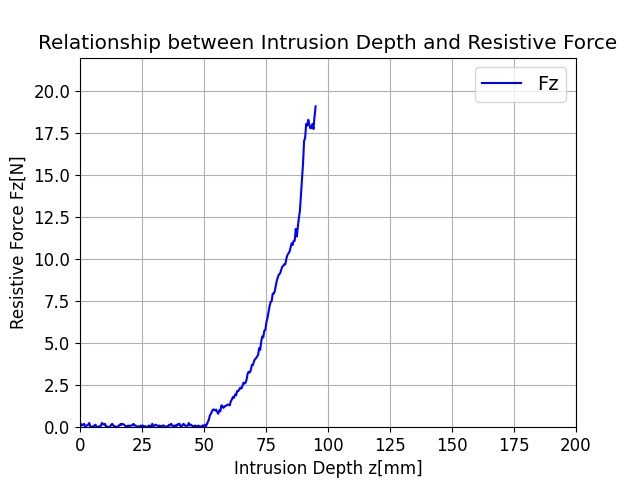 Relationship between Intrusion Depth and Resistive Force
Fz
Resistive Force Fz[N]
20.0
17.5
15.0
12.5
10.0
7.5
5.0
2.5
0.0
0 25 50 75 100 125 150 175 200
Intrusion Depth z[mm]